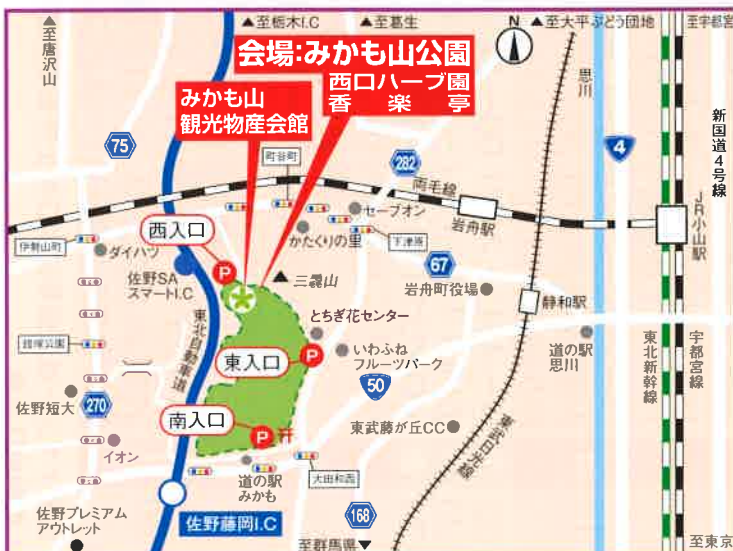 ▲至栃木I.C
▲至葛生
N
▲至大平ぶどう団地
至宇都宮
▲至唐沢山
会場:みかも山公園
西口ハーブ園
香楽亭
みかも山
観光物産会館
思川
新国道4号線
75
4
町谷町
282
両毛線
岩舟駅
JR小山駅
西入口
セーブオン
伊勢山町
ダイハツ
かたくりの里
下津原
67
P
佐野SA
スマートI.C
三毳山
岩舟町役場
静和駅
東北自動車道
とちぎ花センター
東入口
P
いわふね
フルーツパーク
道の駅
思川
東北新幹線
宇都宮線
50
佐野短大
270
南入口
P
東武藤が丘CC
東武日光線
イオン
道の駅
みかも
大田和西
佐野プレミアム
アウトレット
佐野藤岡I.C
168
至群馬県▼
至東京